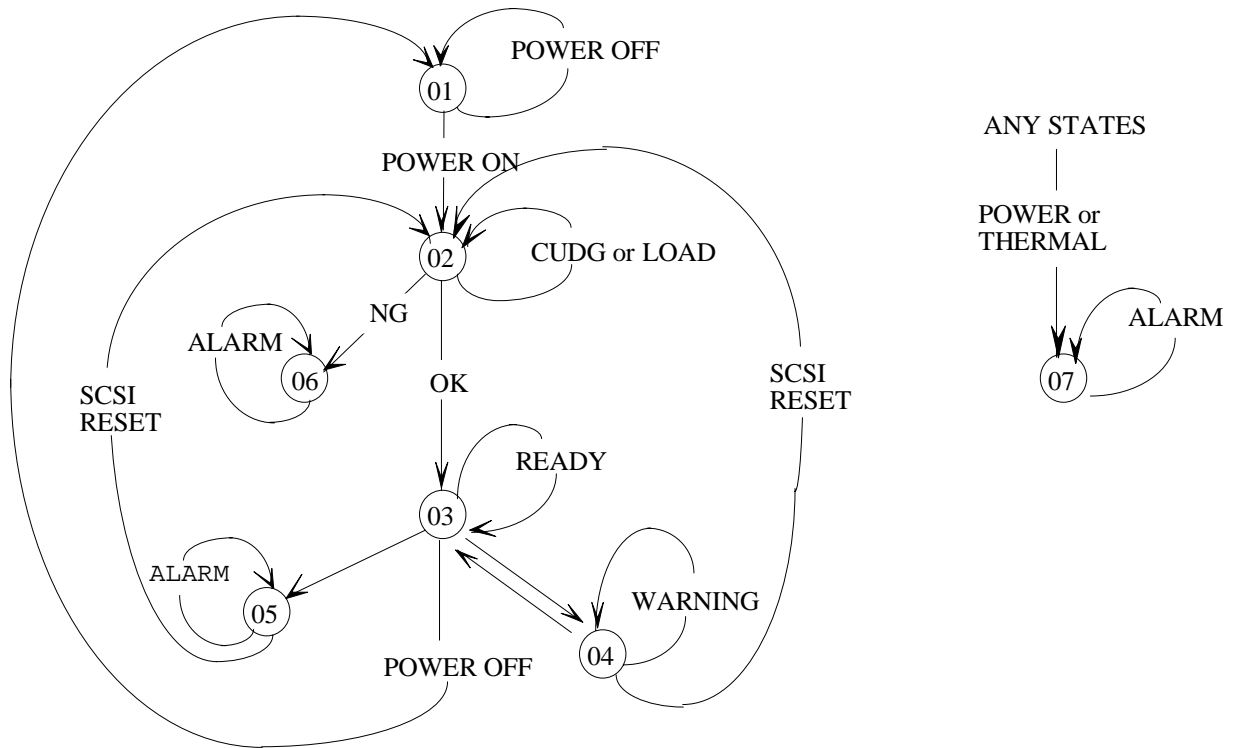 POWER OFF
01
ANY STATES
POWER ON
POWER or
THERMAL
02
CUDG or LOAD
NG
ALARM
ALARM
06
OK
SCSI
RESET
SCSI
RESET
07
READY
03
ALARM
05
WARNING
04
POWER OFF